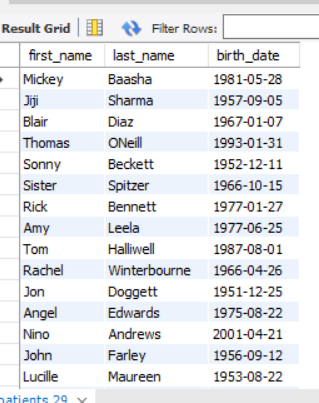 Result Grid Filter Rows:
first_name last_name birth_date
Mickey Baasha 1981-05-28
Jiji Sharma 1957-09-05
Blair Diaz 1967-01-07
Thomas ONeill 1993-01-31
Sonny Beckett 1952-12-11
Sister Spitzer 1966-10-15
Rick Bennett 1977-01-27
Amy Leela 1977-06-25
Tom Halliwell 1987-08-01
Rachel Winterbourne 1966-04-26
Jon Doggett 1951-12-25
Angel Edwards 1975-08-22
Nino Andrews 2001-04-21
John Farley 1956-09-12
Lucille Maureen 1953-08-22
patients 29